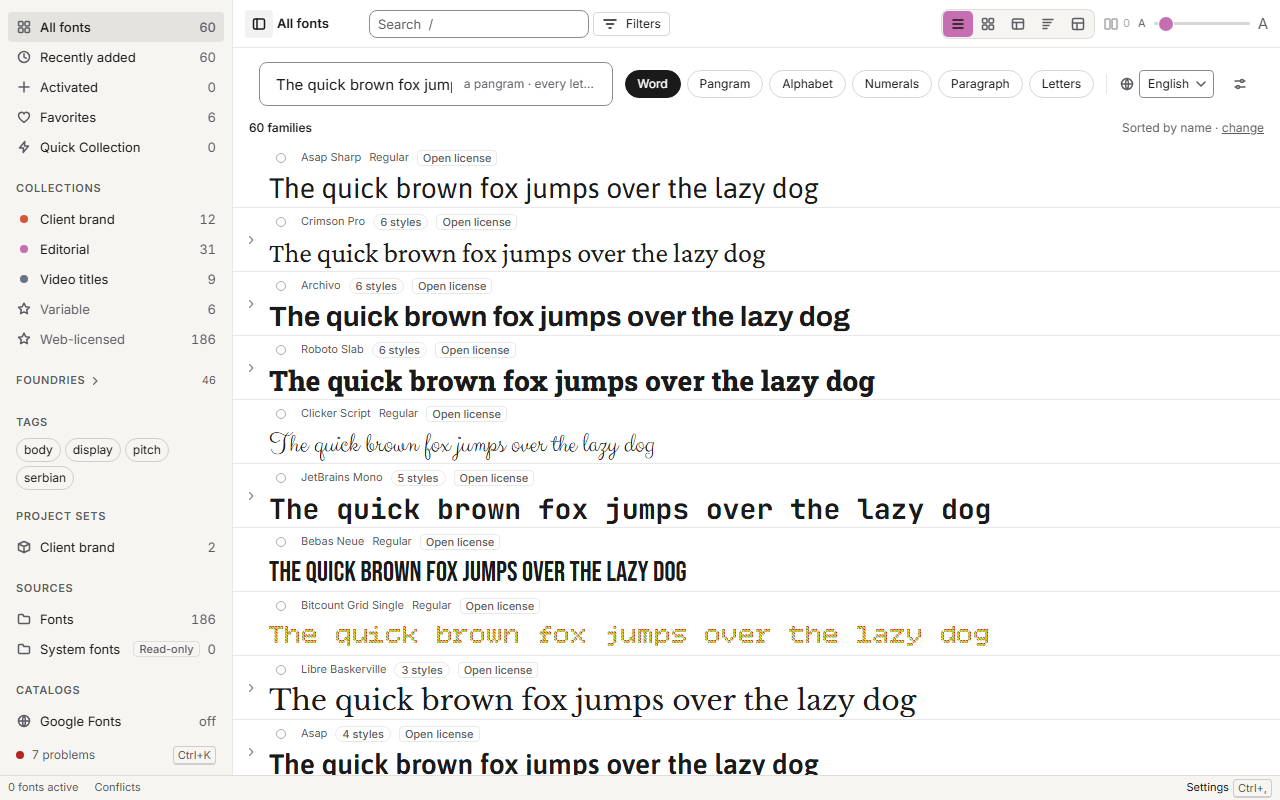 All fonts 60
Recently added 60
Activated 0
Favorites 6
Quick Collection 0
COLLECTIONS
Client brand 12
Editorial 31
Video titles 9
Variable 6
Web-licensed 186
FOUNDRIES 46
TAGS
body display pitch
serbian
PROJECT SETS
Client brand 2
SOURCES
Fonts 186
System fonts Read-only 0
CATALOGS
Google Fonts off
7 problems Ctrl+K
All fonts Search / Filters 0 A A
The quick brown fox jump a pangram · every let… Word Pangram Alphabet Numerals Paragraph Letters English
60 families Sorted by name · change
Asap Sharp Regular Open license
The quick brown fox jumps over the lazy dog
Crimson Pro 6 styles Open license
The quick brown fox jumps over the lazy dog
Archivo 6 styles Open license
The quick brown fox jumps over the lazy dog
Roboto Slab 6 styles Open license
The quick brown fox jumps over the lazy dog
Clicker Script Regular Open license
The quick brown fox jumps over the lazy dog
JetBrains Mono 5 styles Open license
The quick brown fox jumps over the lazy dog
Bebas Neue Regular Open license
THE QUICK BROWN FOX JUMPS OVER THE LAZY DOG
Bitcount Grid Single Regular Open license
The quick brown fox jumps over the lazy dog
Libre Baskerville 3 styles Open license
The quick brown fox jumps over the lazy dog
Asap 4 styles Open license
The quick brown fox jumps over the lazy dog
0 fonts active Conflicts Settings Ctrl+,